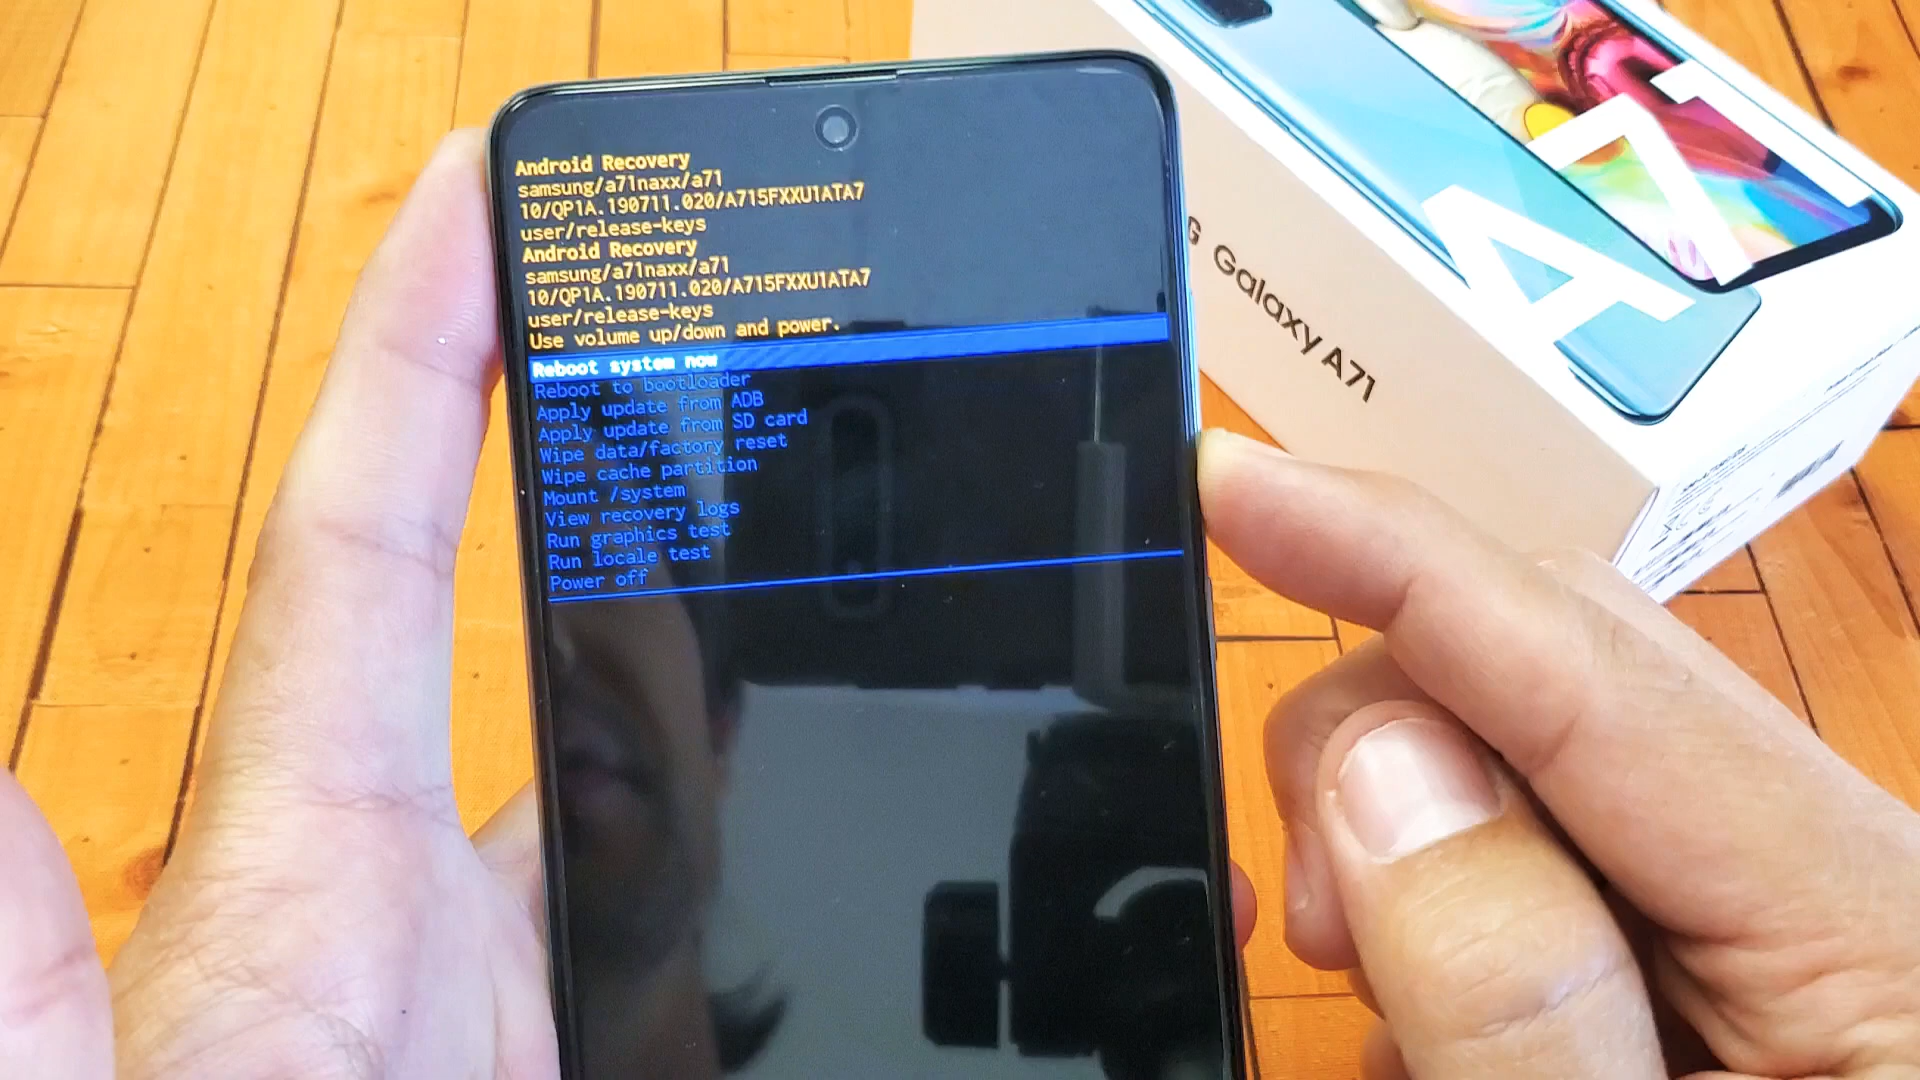 Android Recovery
samsung/a71naxx/a71
10/QP1A.190711.020/A715FXXU1ATA7
user/release-keys
Android Recovery
samsung/a71naxx/a71
10/QP1A.190711.020/A715FXXU1ATA7
user/release-keys
Use volume up/down and power.
Reboot system now
Reboot to bootloader
Apply update from ADB
Apply update from SD card
Wipe data/factory reset
Wipe cache partition
Mount /system
View recovery logs
Run graphics test
Run locale test
Power off
G Galaxy A71
A7